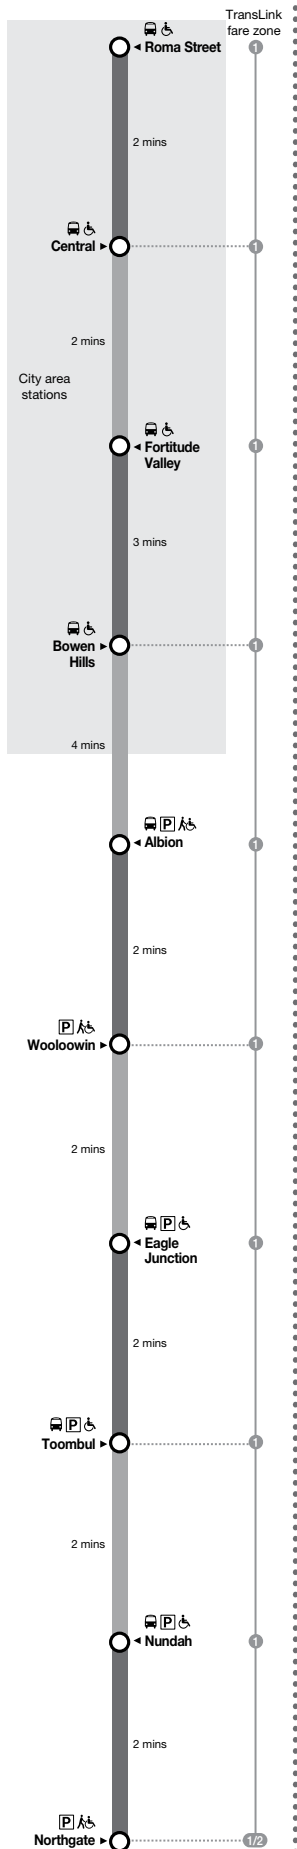 TransLink
fare zone
Roma Street
1
2 mins
Central
1
2 mins
City area
stations
Fortitude
Valley
1
3 mins
Bowen
Hills
1
4 mins
P
Albion
1
2 mins
P
Wooloowin
1
2 mins
P
Eagle
Junction
1
2 mins
P
Toombul
1
2 mins
P
Nundah
1
2 mins
P
Northgate
1/2